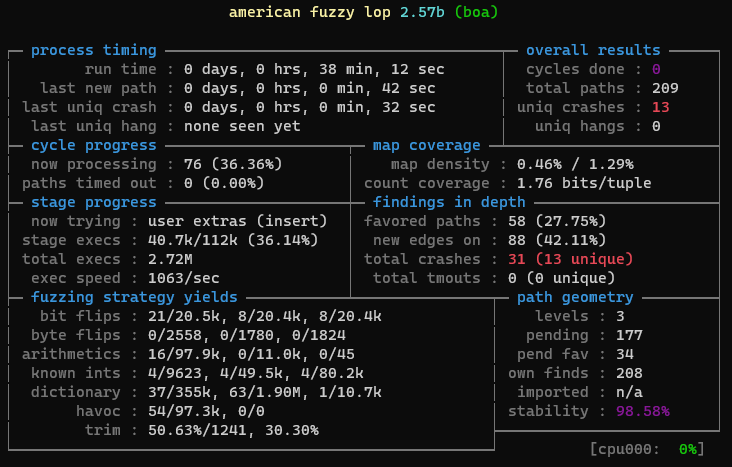 american fuzzy lop 2.57b (boa)
process timing overall results
run time : 0 days, 0 hrs, 38 min, 12 sec cycles done : 0
last new path : 0 days, 0 hrs, 0 min, 42 sec total paths : 209
last uniq crash : 0 days, 0 hrs, 0 min, 32 sec uniq crashes : 13
last uniq hang : none seen yet uniq hangs : 0
cycle progress map coverage
now processing : 76 (36.36%) map density : 0.46% / 1.29%
paths timed out : 0 (0.00%) count coverage : 1.76 bits/tuple
stage progress findings in depth
now trying : user extras (insert) favored paths : 58 (27.75%)
stage execs : 40.7k/112k (36.14%) new edges on : 88 (42.11%)
total execs : 2.72M total crashes : 31 (13 unique)
exec speed : 1063/sec total tmouts : 0 (0 unique)
fuzzing strategy yields path geometry
bit flips : 21/20.5k, 8/20.4k, 8/20.4k levels : 3
byte flips : 0/2558, 0/1780, 0/1824 pending : 177
arithmetics : 16/97.9k, 0/11.0k, 0/45 pend fav : 34
known ints : 4/9623, 4/49.5k, 4/80.2k own finds : 208
dictionary : 37/355k, 63/1.90M, 1/10.7k imported : n/a
havoc : 54/97.3k, 0/0 stability : 98.58%
trim : 50.63%/1241, 30.30%
[cpu000: 0%]